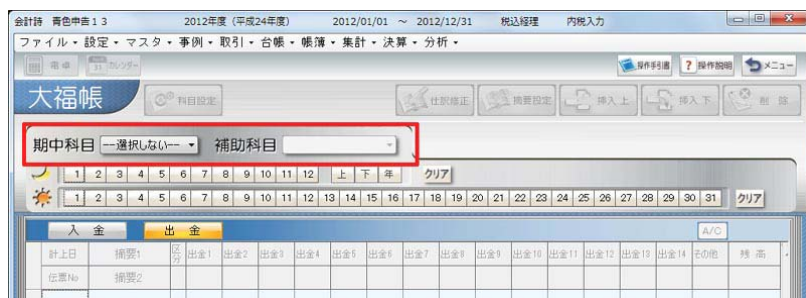 会計詩 青色申告13 2012年度（平成24年度） 2012/01/01 ～ 2012/12/31 税込経理 内税入力
ファイル・ 設定・ マスタ・ 事例・ 取引・ 台帳・ 帳簿・ 集計・ 決算・ 分析・
電卓 カレンダー 操作手引書 ? 操作説明 メニュー
大福帳 科目設定 仕訳修正 摘要設定 挿入上 挿入下 削除
期中科目 --選択しない-- 補助科目
1 2 3 4 5 6 7 8 9 10 11 12 上 下 年 クリア
1 2 3 4 5 6 7 8 9 10 11 12 13 14 15 16 17 18 19 20 21 22 23 24 25 26 27 28 29 30 31 クリア
入金 出金 A/C
計上日 摘要1 区分 出金1 出金2 出金3 出金4 出金5 出金6 出金7 出金8 出金9 出金10 出金11 出金12 出金13 出金14 その他 残高
伝票No 摘要2